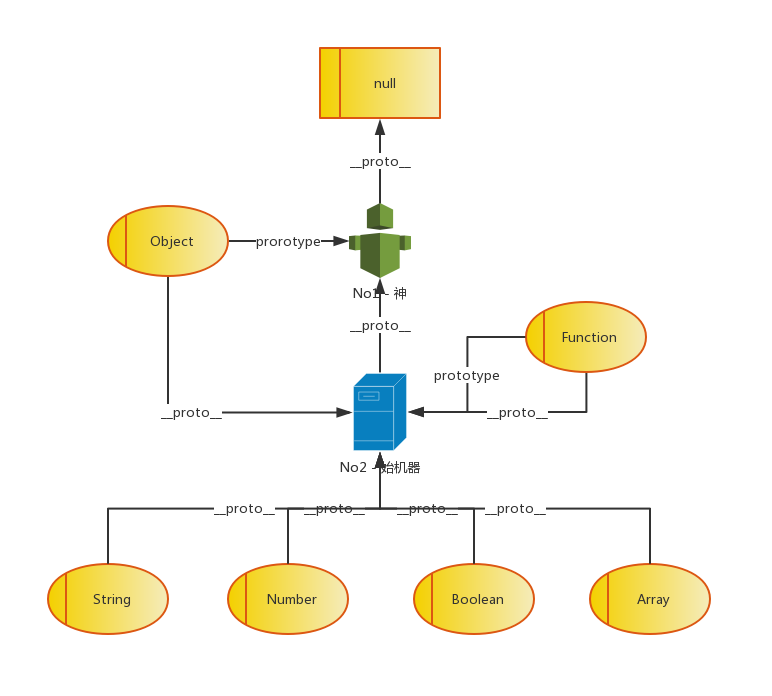 null
__proto__
Object
prorotype
No1 - 神
__proto__
Function
prototype
__proto__
__proto__
No2 - 始机器
__proto__
__proto__
__proto__
__proto__
String
Number
Boolean
Array